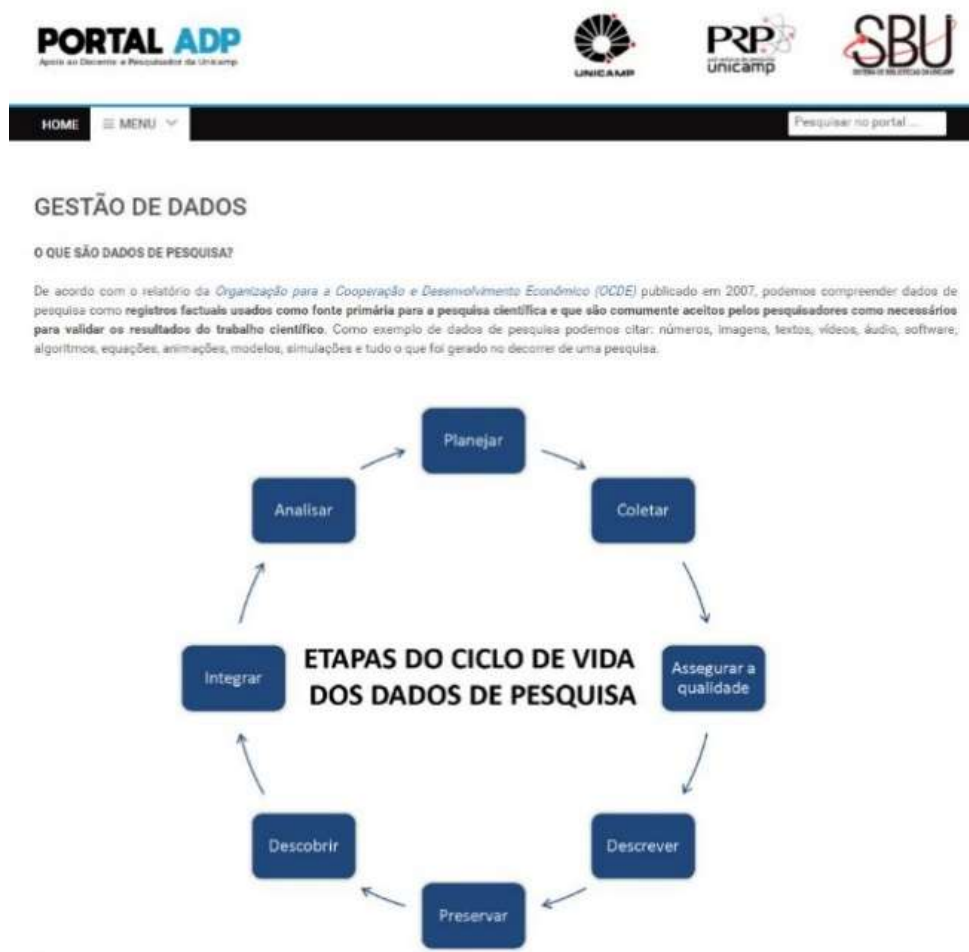 PORTAL ADP
Apoio ao Docente e Pesquisador da Unicamp
UNICAMP
PRP
unicamp
SBU
SISTEMA DE BIBLIOTECAS DA UNICAMP
HOME
MENU
Pesquisar no portal ...
GESTÃO DE DADOS
O QUE SÃO DADOS DE PESQUISA?
De acordo com o relatório da Organização para a Cooperação e Desenvolvimento Econômico (OCDE) publicado em 2007, podemos compreender dados de
pesquisa como registros factuais usados como fonte primária para a pesquisa científica e que são comumente aceitos pelos pesquisadores como necessários
para validar os resultados do trabalho científico. Como exemplo de dados de pesquisa podemos citar: números, imagens, textos, vídeos, áudio, software,
algoritmos, equações, animações, modelos, simulações e tudo o que foi gerado no decorrer de uma pesquisa.
Planejar
Analisar
Coletar
ETAPAS DO CICLO DE VIDA
DOS DADOS DE PESQUISA
Integrar
Assegurar a
qualidade
Descobrir
Descrever
Preservar